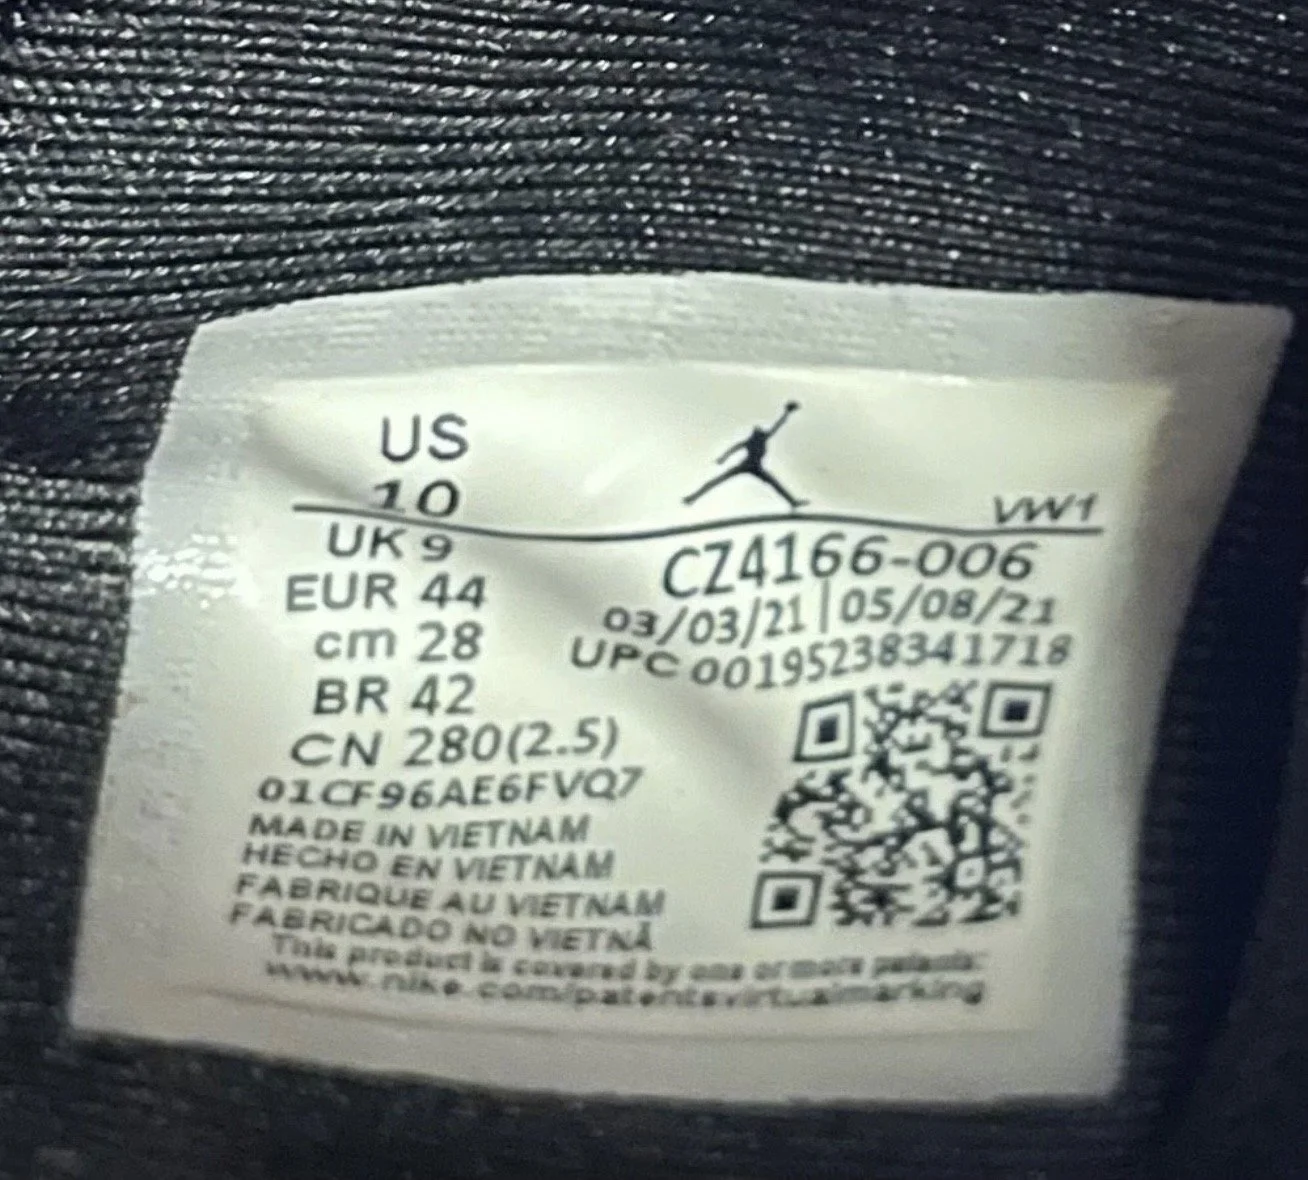 US
10
VW1
UK 9
EUR 44
cm 28
BR 42
CN 280(2.5)
CZ4166-006
03/03/21 | 05/08/21
UPC 00195238341718
01CF96AE6FVQ7
MADE IN VIETNAM
HECHO EN VIETNAM
FABRIQUE AU VIETNAM
FABRICADO NO VIETNÃ
This product is covered by one or more patents:
www.nike.com/patentsvirtualmarking